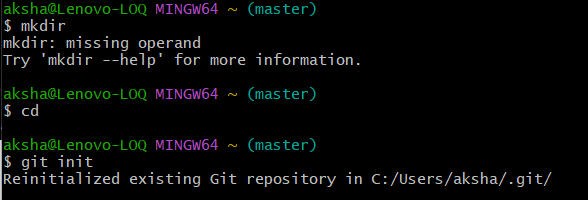 aksha@Lenovo-LOQ MINGW64 ~ (master)
$ mkdir
mkdir: missing operand
Try 'mkdir --help' for more information.
aksha@Lenovo-LOQ MINGW64 ~ (master)
$ cd
aksha@Lenovo-LOQ MINGW64 ~ (master)
$ git init
Reinitialized existing Git repository in C:/Users/aksha/.git/